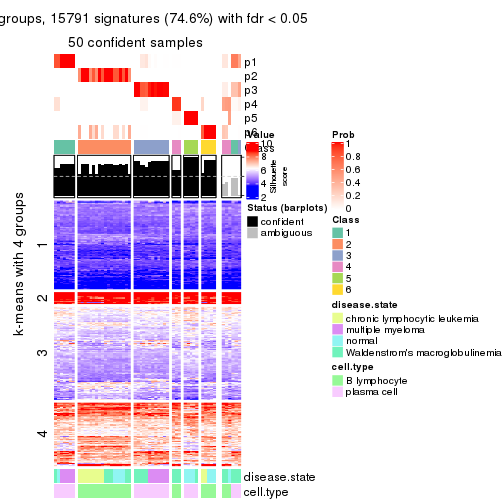 groups, 15791 signatures (74.6%) with fdr < 0.05
50 confident samples
p1
p2
p3
p4
p5
Value
10
8
6
4
2
Class
Silhouette
score
Status (barplots)
confident
ambiguous
Prob
1
0.8
0.6
0.4
0.2
0
Class
1
2
3
4
5
6
disease.state
chronic lymphocytic leukemia
multiple myeloma
normal
Waldenstrom's macroglobulinemia
cell.type
B lymphocyte
plasma cell
k-means with 4 groups
1
2
3
4
disease.state
cell.type